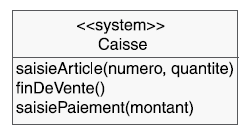 <<system>>
Caisse
saisieArticle(numero, quantite)
finDeVente()
saisiePaiement(montant)